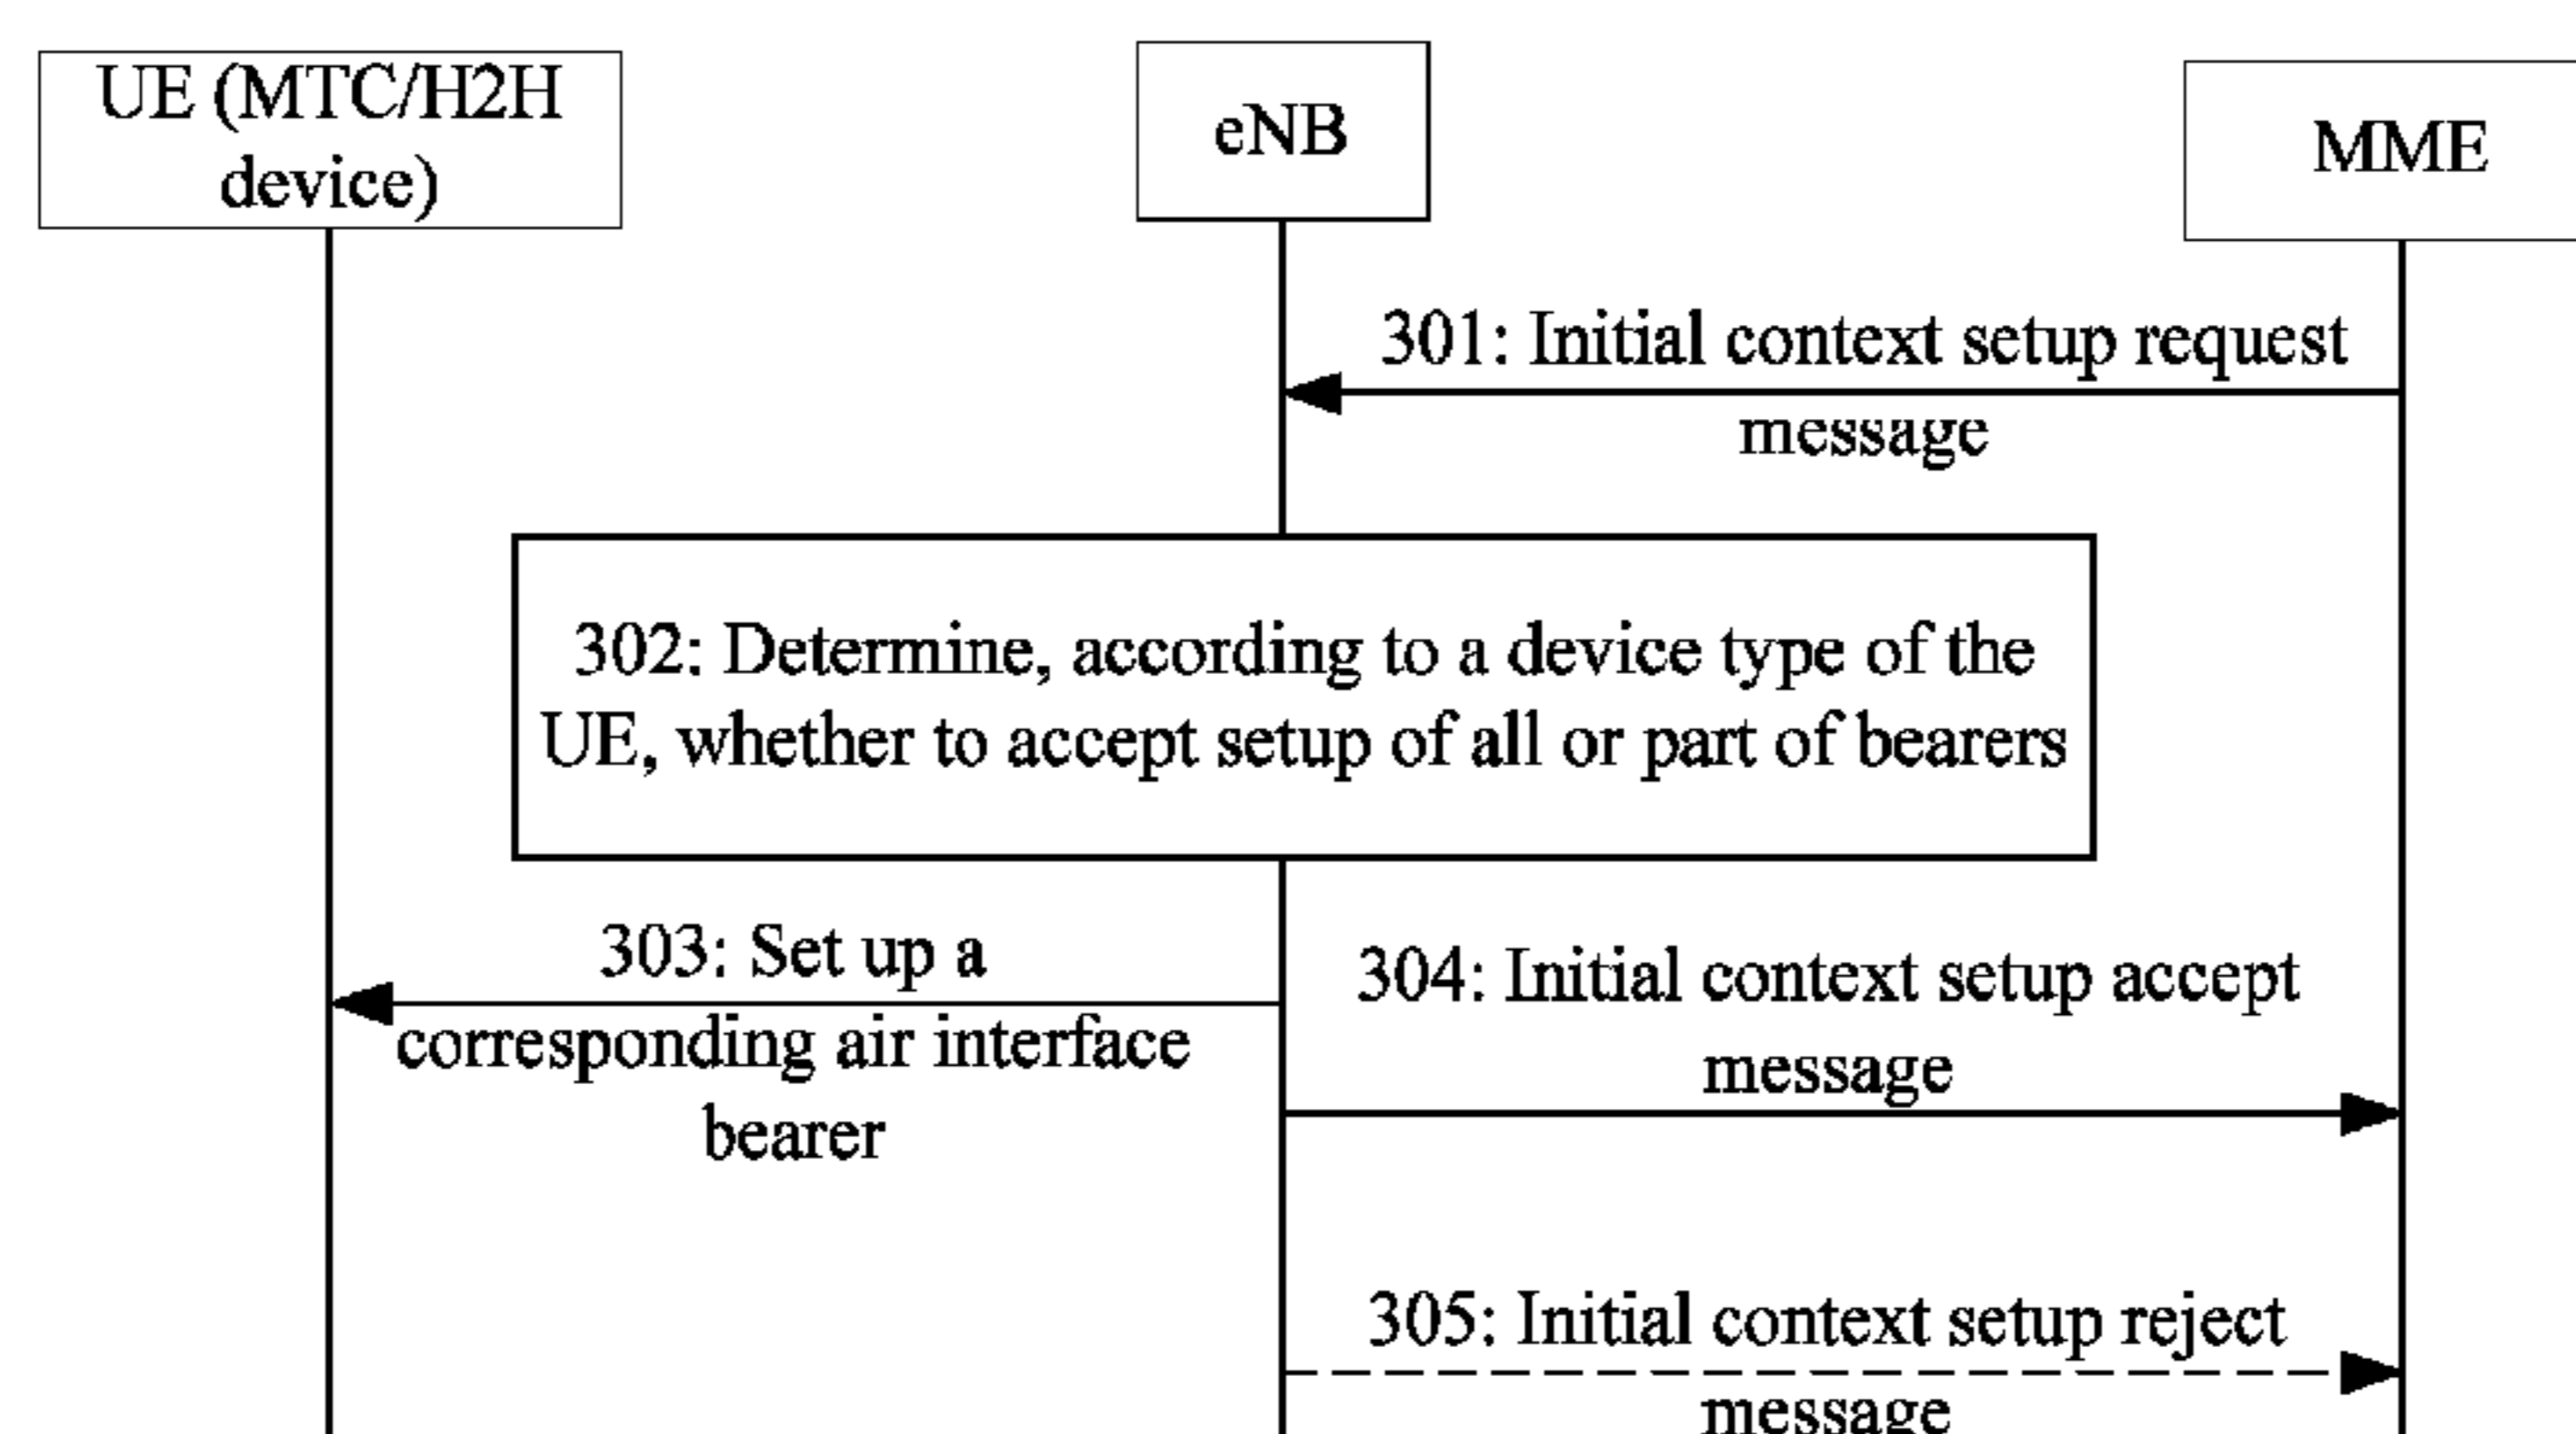 UE (MTC/H2H
device)
eNB
MME
301: Initial context setup request
message
302: Determine, according to a device type of the
UE, whether to accept setup of all or part of bearers
303: Set up a
corresponding air interface
bearer
304: Initial context setup accept
message
305: Initial context setup reject
message